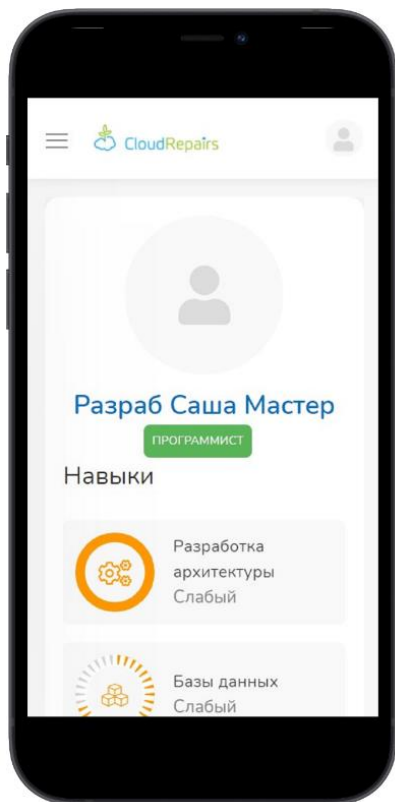 CloudRepairs
Разраб Саша Мастер
ПРОГРАММИСТ
Навыки
Разработка
архитектуры
Слабый
Базы данных
Слабый